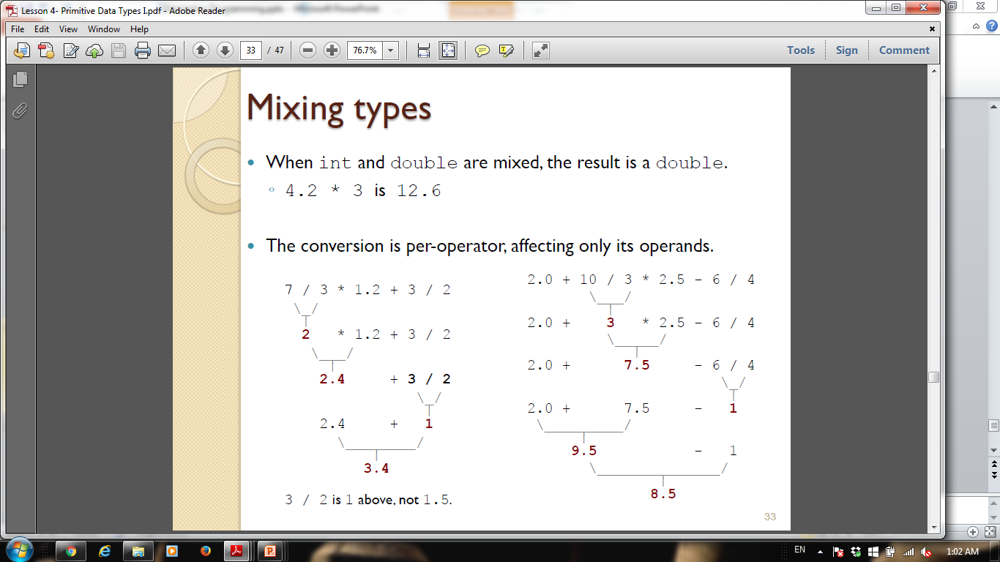 Lesson 4- Primitive Data Types I.pdf - Adobe Reader
File Edit View Window Help
33 / 47 76.7% Tools Sign Comment
Mixing types
When int and double are mixed, the result is a double.
4.2 * 3 is 12.6
The conversion is per-operator, affecting only its operands.
7 / 3 * 1.2 + 3 / 2
2 * 1.2 + 3 / 2
2.4 + 3 / 2
2.4 + 1
3.4
3 / 2 is 1 above, not 1.5.
2.0 + 10 / 3 * 2.5 - 6 / 4
2.0 + 3 * 2.5 - 6 / 4
2.0 + 7.5 - 6 / 4
2.0 + 7.5 - 1
9.5 - 1
8.5
33
EN 1:02 AM